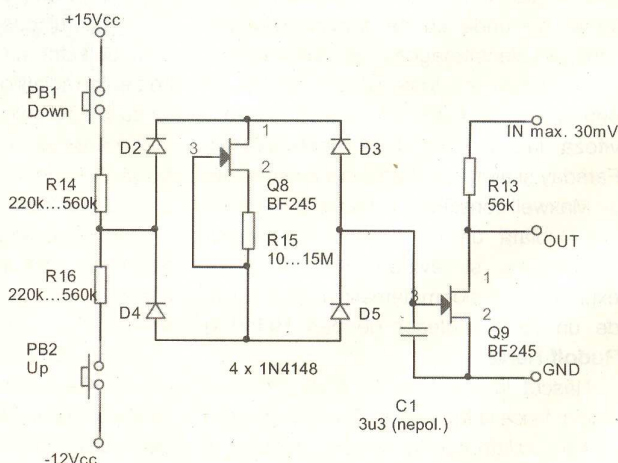 +15Vcc
PB1
Down
R14
220k...560k
R16
220k...560k
PB2
Up
-12Vcc
D2
D3
D4
D5
3
1
2
Q8
BF245
R15
10...15M
4 x 1N4148
IN max. 30mV
R13
56k
OUT
3
1
2
Q9
BF245
GND
C1
3u3 (nepol.)